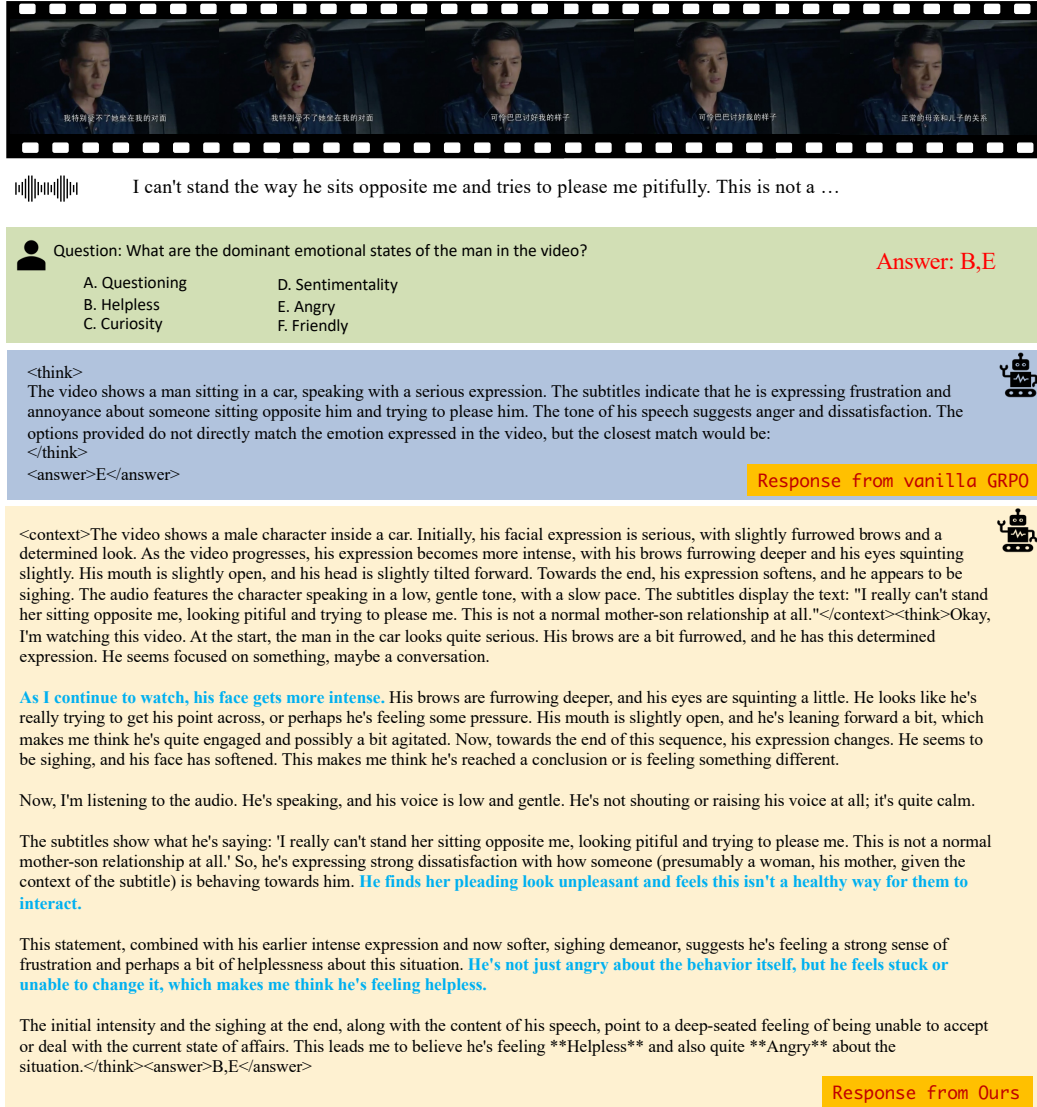 我特别受不了她坐在我的对面
我特别受不了她坐在我的对面
可怜巴巴讨好我的样子
可怜巴巴讨好我的样子
正常的母亲和儿子的关系
I can't stand the way he sits opposite me and tries to please me pitifully. This is not a …
Question: What are the dominant emotional states of the man in the video?
Answer: B,E
A. Questioning
B. Helpless
C. Curiosity
D. Sentimentality
E. Angry
F. Friendly
<think>
The video shows a man sitting in a car, speaking with a serious expression. The subtitles indicate that he is expressing frustration and
annoyance about someone sitting opposite him and trying to please him. The tone of his speech suggests anger and dissatisfaction. The
options provided do not directly match the emotion expressed in the video, but the closest match would be:
</think>
<answer>E</answer>
Response from vanilla GRPO
<context>The video shows a male character inside a car. Initially, his facial expression is serious, with slightly furrowed brows and a
determined look. As the video progresses, his expression becomes more intense, with his brows furrowing deeper and his eyes squinting
slightly. His mouth is slightly open, and his head is slightly tilted forward. Towards the end, his expression softens, and he appears to be
sighing. The audio features the character speaking in a low, gentle tone, with a slow pace. The subtitles display the text: "I really can't stand
her sitting opposite me, looking pitiful and trying to please me. This is not a normal mother-son relationship at all."</context><think>Okay,
I'm watching this video. At the start, the man in the car looks quite serious. His brows are a bit furrowed, and he has this determined
expression. He seems focused on something, maybe a conversation.
As I continue to watch, his face gets more intense. His brows are furrowing deeper, and his eyes are squinting a little. He looks like he's
really trying to get his point across, or perhaps he's feeling some pressure. His mouth is slightly open, and he's leaning forward a bit, which
makes me think he's quite engaged and possibly a bit agitated. Now, towards the end of this sequence, his expression changes. He seems to
be sighing, and his face has softened. This makes me think he's reached a conclusion or is feeling something different.
Now, I'm listening to the audio. He's speaking, and his voice is low and gentle. He's not shouting or raising his voice at all; it's quite calm.
The subtitles show what he's saying: 'I really can't stand her sitting opposite me, looking pitiful and trying to please me. This is not a normal
mother-son relationship at all.' So, he's expressing strong dissatisfaction with how someone (presumably a woman, his mother, given the
context of the subtitle) is behaving towards him. He finds her pleading look unpleasant and feels this isn't a healthy way for them to
interact.
This statement, combined with his earlier intense expression and now softer, sighing demeanor, suggests he's feeling a strong sense of
frustration and perhaps a bit of helplessness about this situation. He's not just angry about the behavior itself, but he feels stuck or
unable to change it, which makes me think he's feeling helpless.
The initial intensity and the sighing at the end, along with the content of his speech, point to a deep-seated feeling of being unable to accept
or deal with the current state of affairs. This leads me to believe he's feeling **Helpless** and also quite **Angry** about the
situation.</think><answer>B,E</answer>
Response from Ours